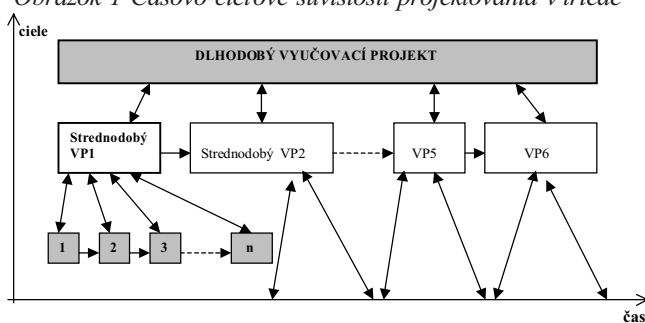 Obrázok 1 Časovo-cieľové súvislosti projektovania v triede
ciele
DLHODOBÝ VYUČOVACÍ PROJEKT
Strednodobý
VP1
Strednodobý VP2
VP5
VP6
1
2
3
n
čas